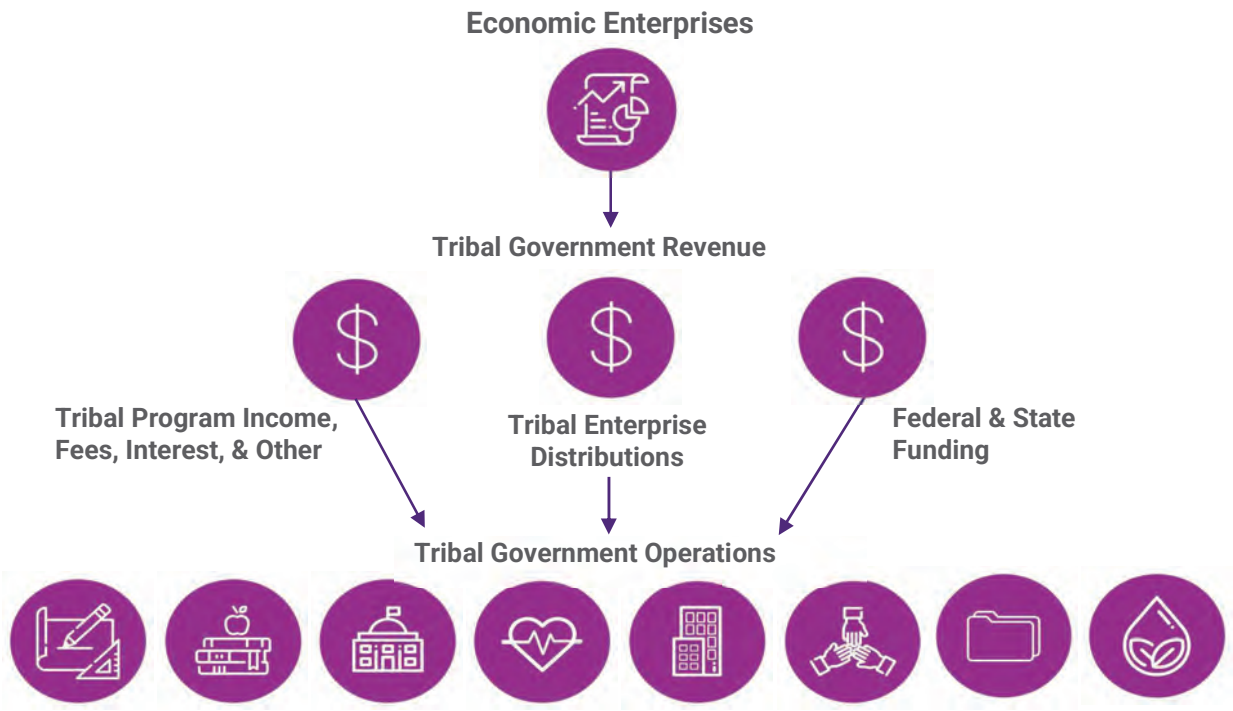 Economic Enterprises
Tribal Government Revenue
$ $ $
Tribal Program Income,
Fees, Interest, & Other
Tribal Enterprise
Distributions
Federal & State
Funding
Tribal Government Operations